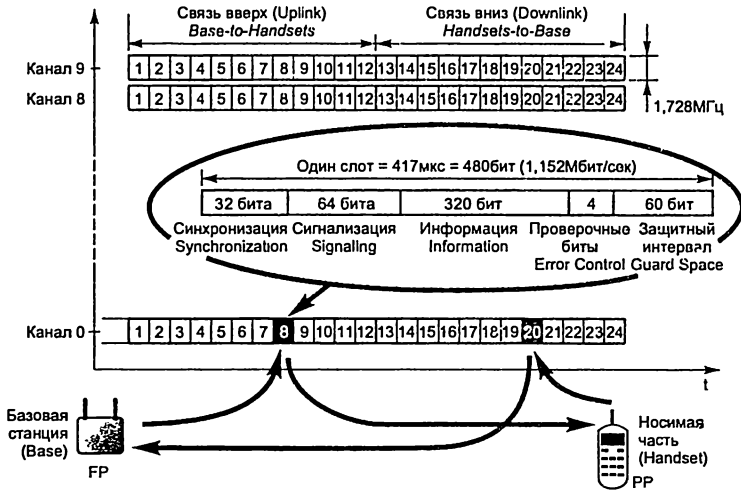 Связь вверх (Uplink)
Base-to-Handsets
Связь вниз (Downlink)
Handsets-to-Base
Канал 9
1 2 3 4 5 6 7 8 9 10 11 12 13 14 15 16 17 18 19 20 21 22 23 24
Канал 8
1 2 3 4 5 6 7 8 9 10 11 12 13 14 15 16 17 18 19 20 21 22 23 24
1,728МГц
Один слот = 417мкс = 480бит (1,152Мбит/сек)
32 бита 64 бита 320 бит 4 60 бит
Синхронизация Сигнализация Информация Проверочные Защитный
Synchronization Signaling Information биты интервал
Error Control Guard Space
Канал 0
1 2 3 4 5 6 7 8 9 10 11 12 13 14 15 16 17 18 19 20 21 22 23 24
t
Базовая
станция
(Base)
FP
Носимая
часть
(Handset)
PP